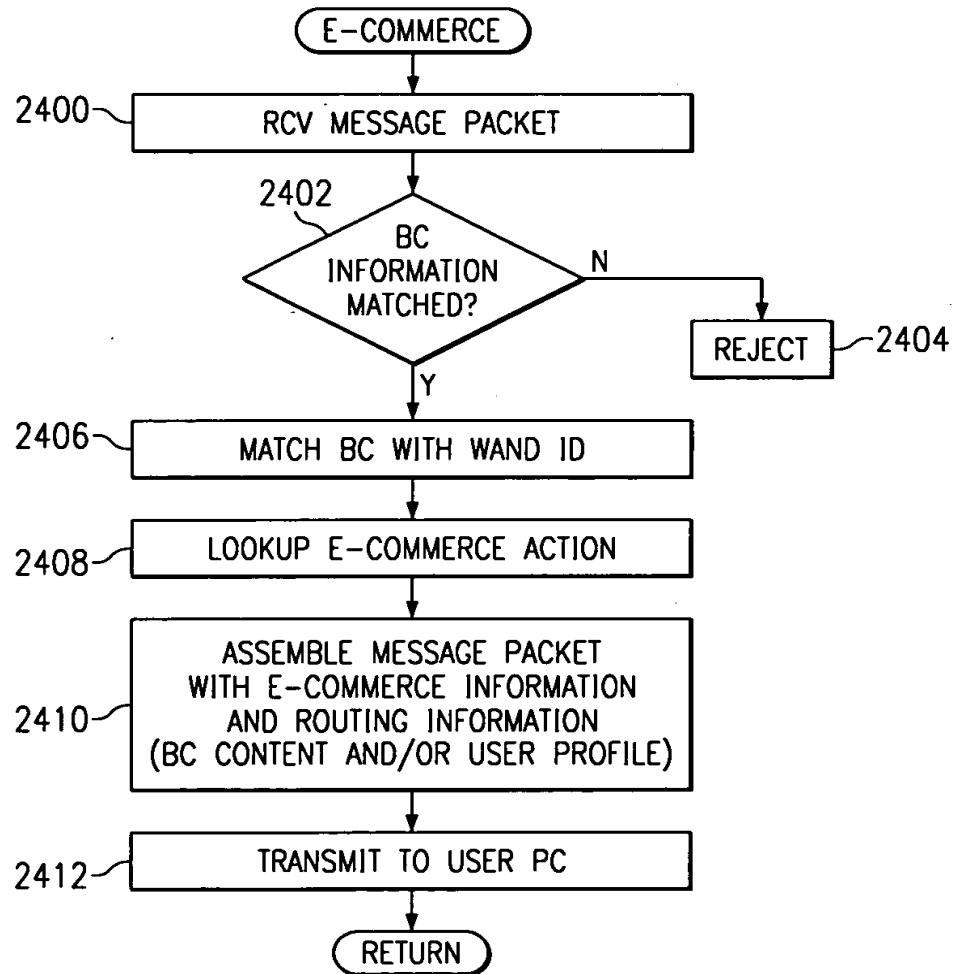 E-COMMERCE
2400
RCV MESSAGE PACKET
2402
BC
INFORMATION
MATCHED?
N
REJECT
2404
Y
2406
MATCH BC WITH WAND ID
2408
LOOKUP E-COMMERCE ACTION
2410
ASSEMBLE MESSAGE PACKET
WITH E-COMMERCE INFORMATION
AND ROUTING INFORMATION
(BC CONTENT AND/OR USER PROFILE)
2412
TRANSMIT TO USER PC
RETURN